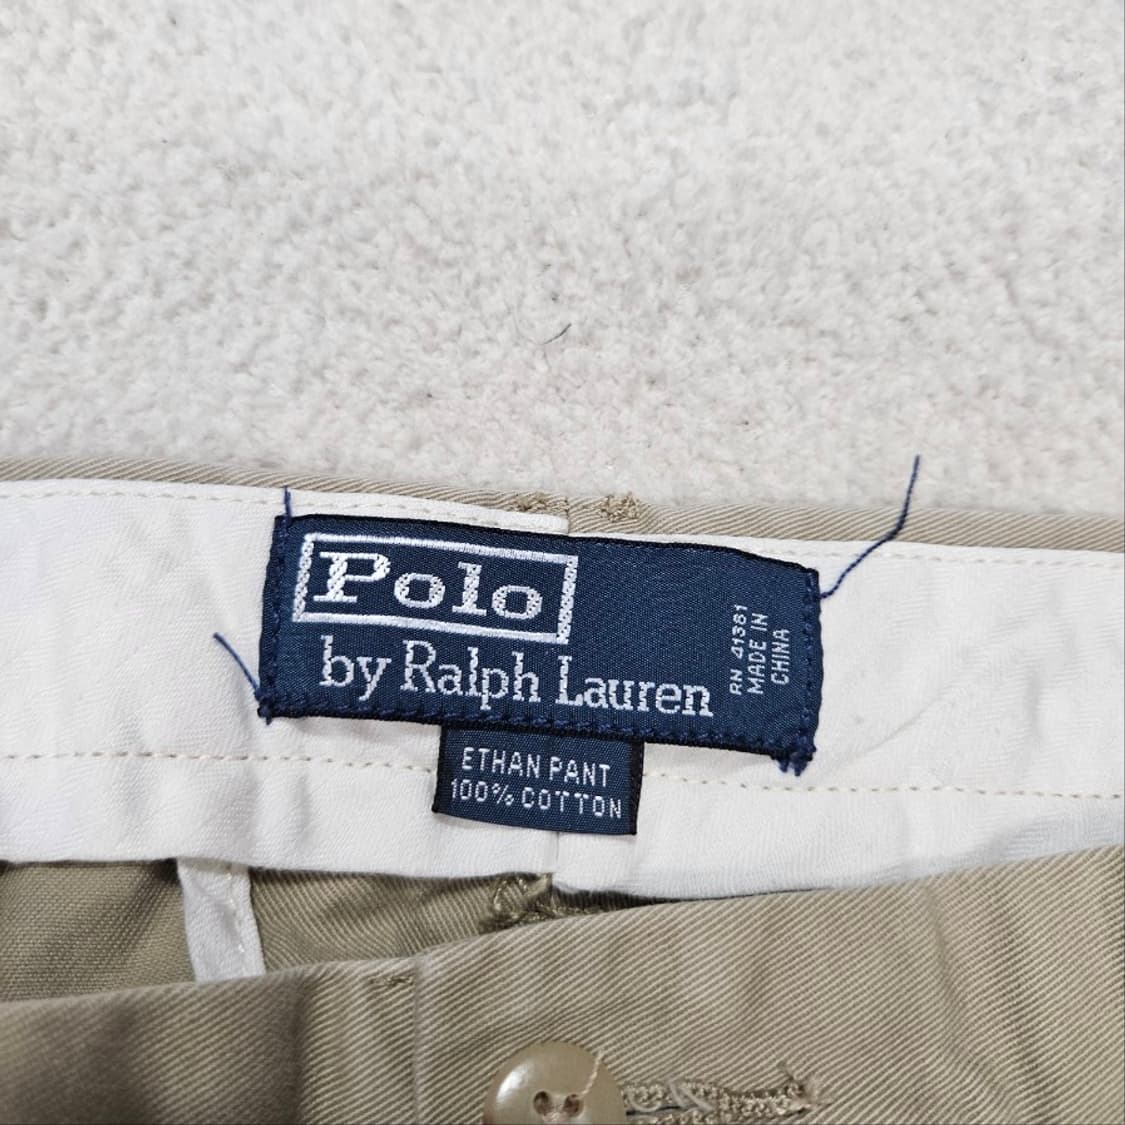 Polo
by Ralph Lauren
RN 41381
MADE IN
CHINA
ETHAN PANT
100% COTTON